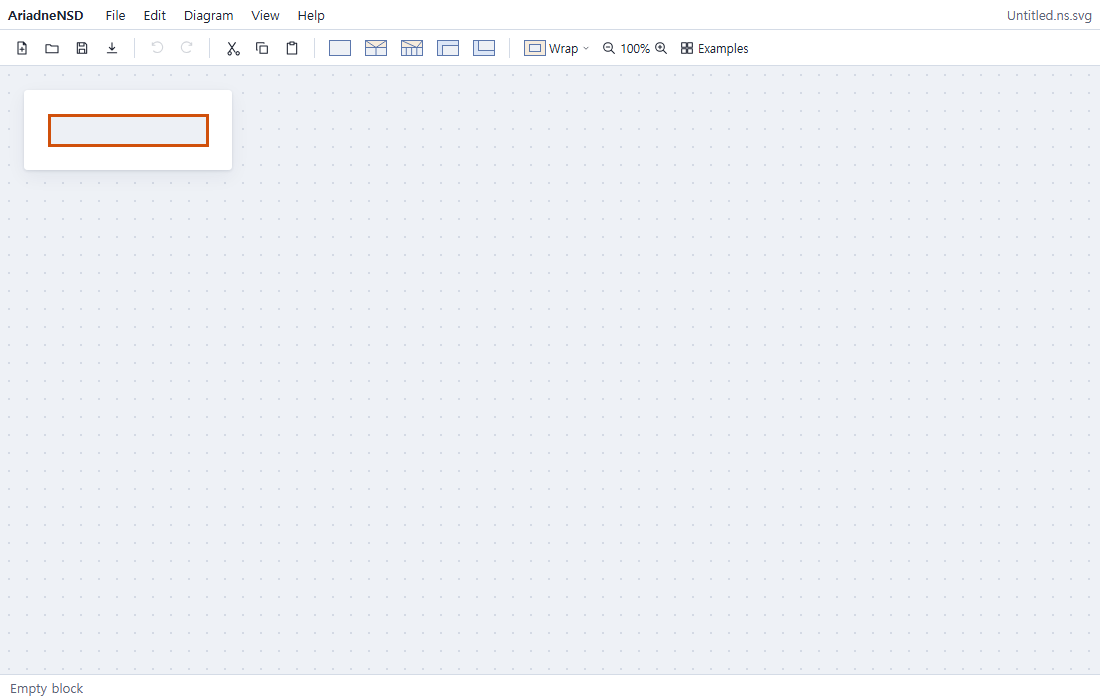 AriadneNSD File Edit Diagram View Help Untitled.ns.svg
Wrap 100% Examples
Empty block